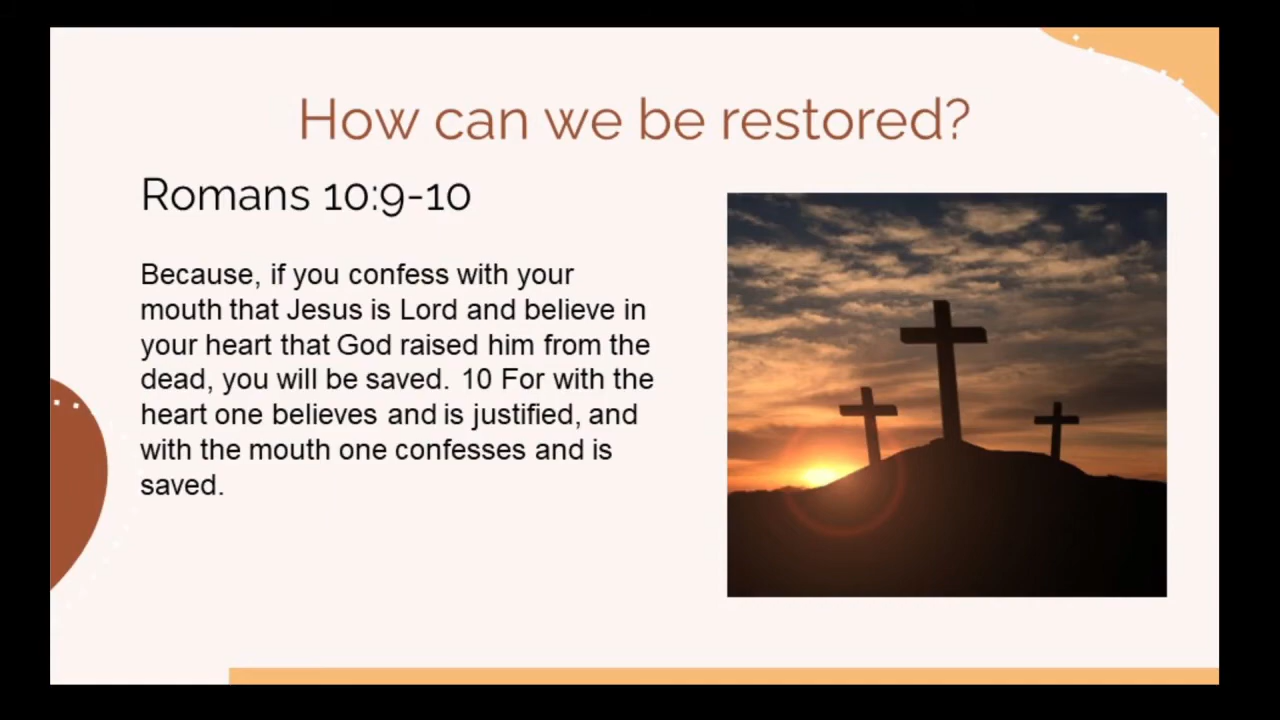 How can we be restored?
Romans 10:9-10
Because, if you confess with your
mouth that Jesus is Lord and believe in
your heart that God raised him from the
dead, you will be saved. 10 For with the
heart one believes and is justified, and
with the mouth one confesses and is
saved.